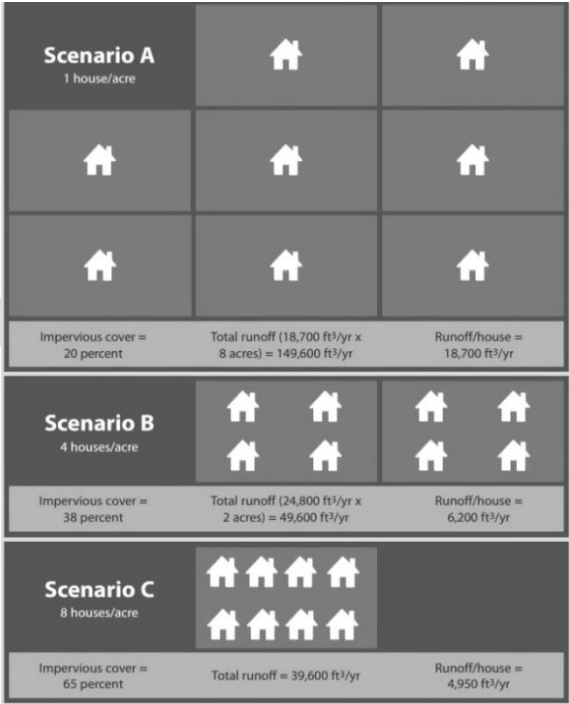 Scenario A
1 house/acre
Impervious cover =
20 percent
Total runoff (18,700 ft³/yr x
8 acres) = 149,600 ft³/yr
Runoff/house =
18,700 ft³/yr
Scenario B
4 houses/acre
Impervious cover =
38 percent
Total runoff (24,800 ft³/yr x
2 acres) = 49,600 ft³/yr
Runoff/house =
6,200 ft³/yr
Scenario C
8 houses/acre
Impervious cover =
65 percent
Total runoff = 39,600 ft³/yr
Runoff/house =
4,950 ft³/yr